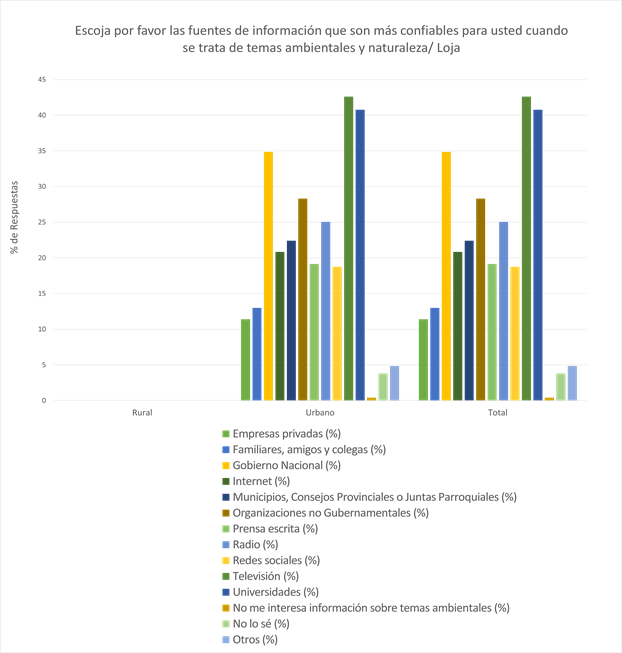 Escoja por favor las fuentes de información que son más confiables para usted cuando
se trata de temas ambientales y naturaleza/ Loja
% de Respuestas
45
40
35
30
25
20
15
10
5
0
Rural
Urbano
Total
Empresas privadas (%)
Familiares, amigos y colegas (%)
Gobierno Nacional (%)
Internet (%)
Municipios, Consejos Provinciales o Juntas Parroquiales (%)
Organizaciones no Gubernamentales (%)
Prensa escrita (%)
Radio (%)
Redes sociales (%)
Televisión (%)
Universidades (%)
No me interesa información sobre temas ambientales (%)
No lo sé (%)
Otros (%)